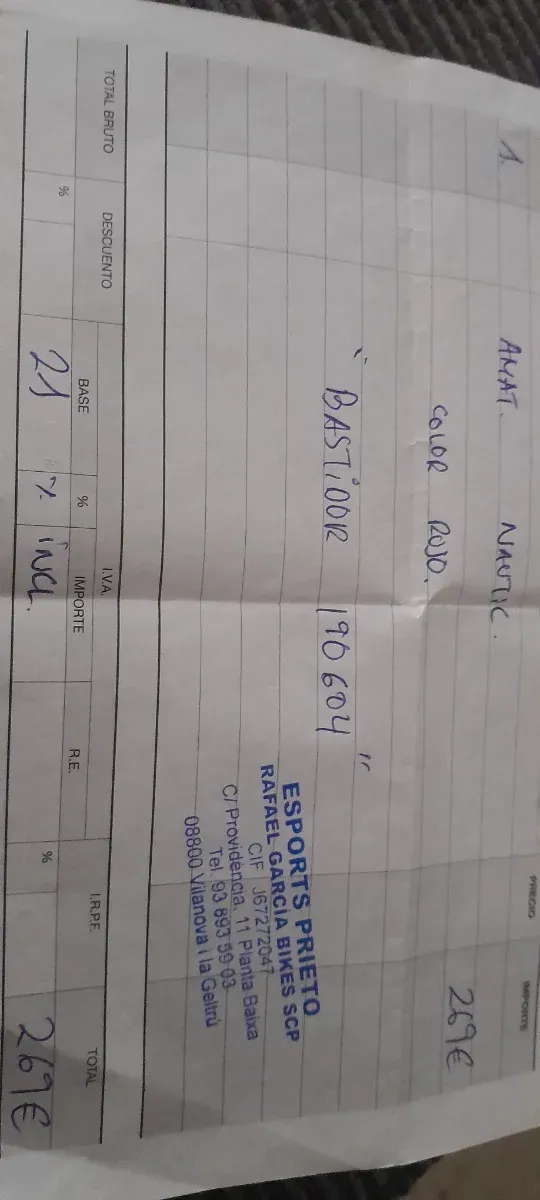 PRECIO IMPORTE
1. AMAT. NAUTIC. 269€
COLOR ROJO.
" BASTIDOR 190604 "
ESPORTS PRIETO
RAFAEL GARCÍA BIKES SCP
CIF J67272047
C/ Providència, 11 Planta Baixa
Tel. 93 893 59 03
08800 Vilanova i la Geltrú
TOTAL BRUTO DESCUENTO I.V.A. I.R.P.F. TOTAL
% BASE % IMPORTE R.E. %
21 % INCL. 269€